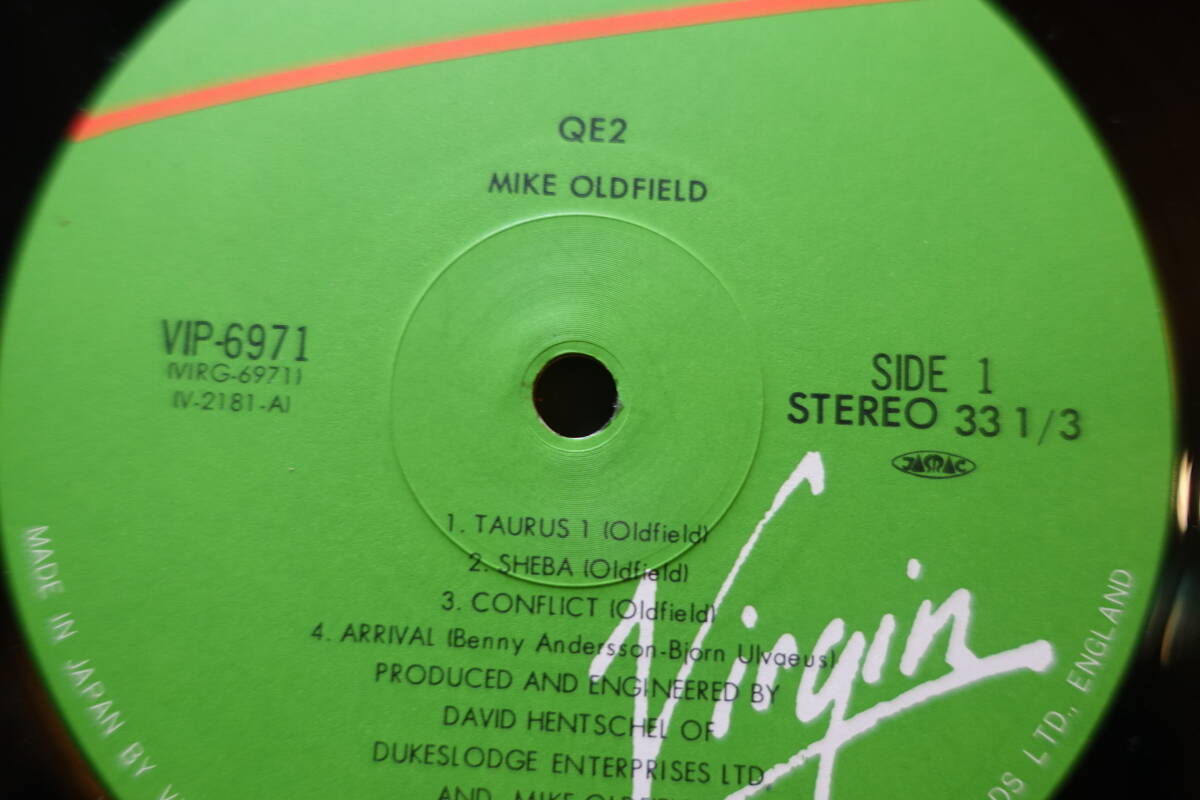 QE2
MIKE OLDFIELD
VIP-6971
(VIRG-6971)
(V-2181-A)
SIDE 1
STEREO 33 1/3
JASRAC
1. TAURUS 1 (Oldfield)
2. SHEBA (Oldfield)
3. CONFLICT (Oldfield)
4. ARRIVAL (Benny Andersson-Bjorn Ulvaeus)
PRODUCED AND ENGINEERED BY
DAVID HENTSCHEL OF
DUKESLODGE ENTERPRISES LTD.
AND MIKE
Virgin
MADE IN JAPAN BY
LTD., ENGLAND